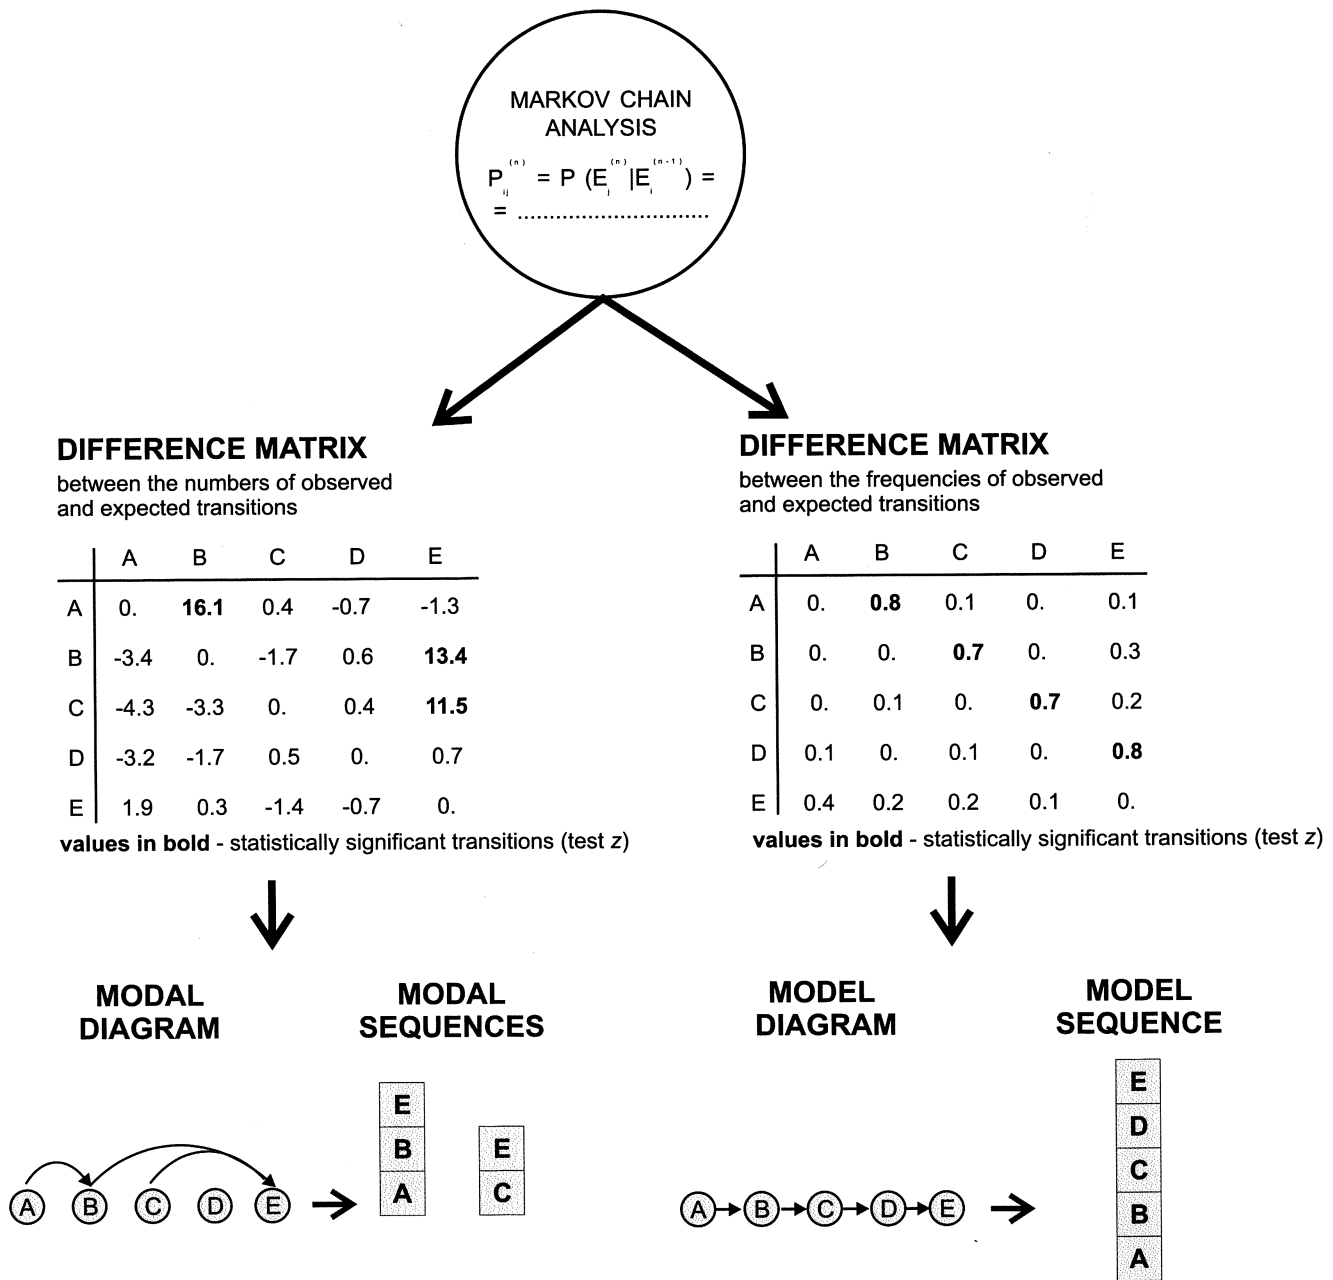 MARKOV CHAIN
ANALYSIS
P ij (n) = P (E j (n) |E i (n-1) ) =
= ..............................
DIFFERENCE MATRIX
between the numbers of observed
and expected transitions
A B C D E
A 0. 16.1 0.4 -0.7 -1.3
B -3.4 0. -1.7 0.6 13.4
C -4.3 -3.3 0. 0.4 11.5
D -3.2 -1.7 0.5 0. 0.7
E 1.9 0.3 -1.4 -0.7 0.
values in bold - statistically significant transitions (test z)
DIFFERENCE MATRIX
between the frequencies of observed
and expected transitions
A B C D E
A 0. 0.8 0.1 0. 0.1
B 0. 0. 0.7 0. 0.3
C 0. 0.1 0. 0.7 0.2
D 0.1 0. 0.1 0. 0.8
E 0.4 0.2 0.2 0.1 0.
values in bold - statistically significant transitions (test z)
MODAL
DIAGRAM
A B C D E
MODAL
SEQUENCES
E
B
A
E
C
MODEL
DIAGRAM
A B C D E
MODEL
SEQUENCE
E
D
C
B
A